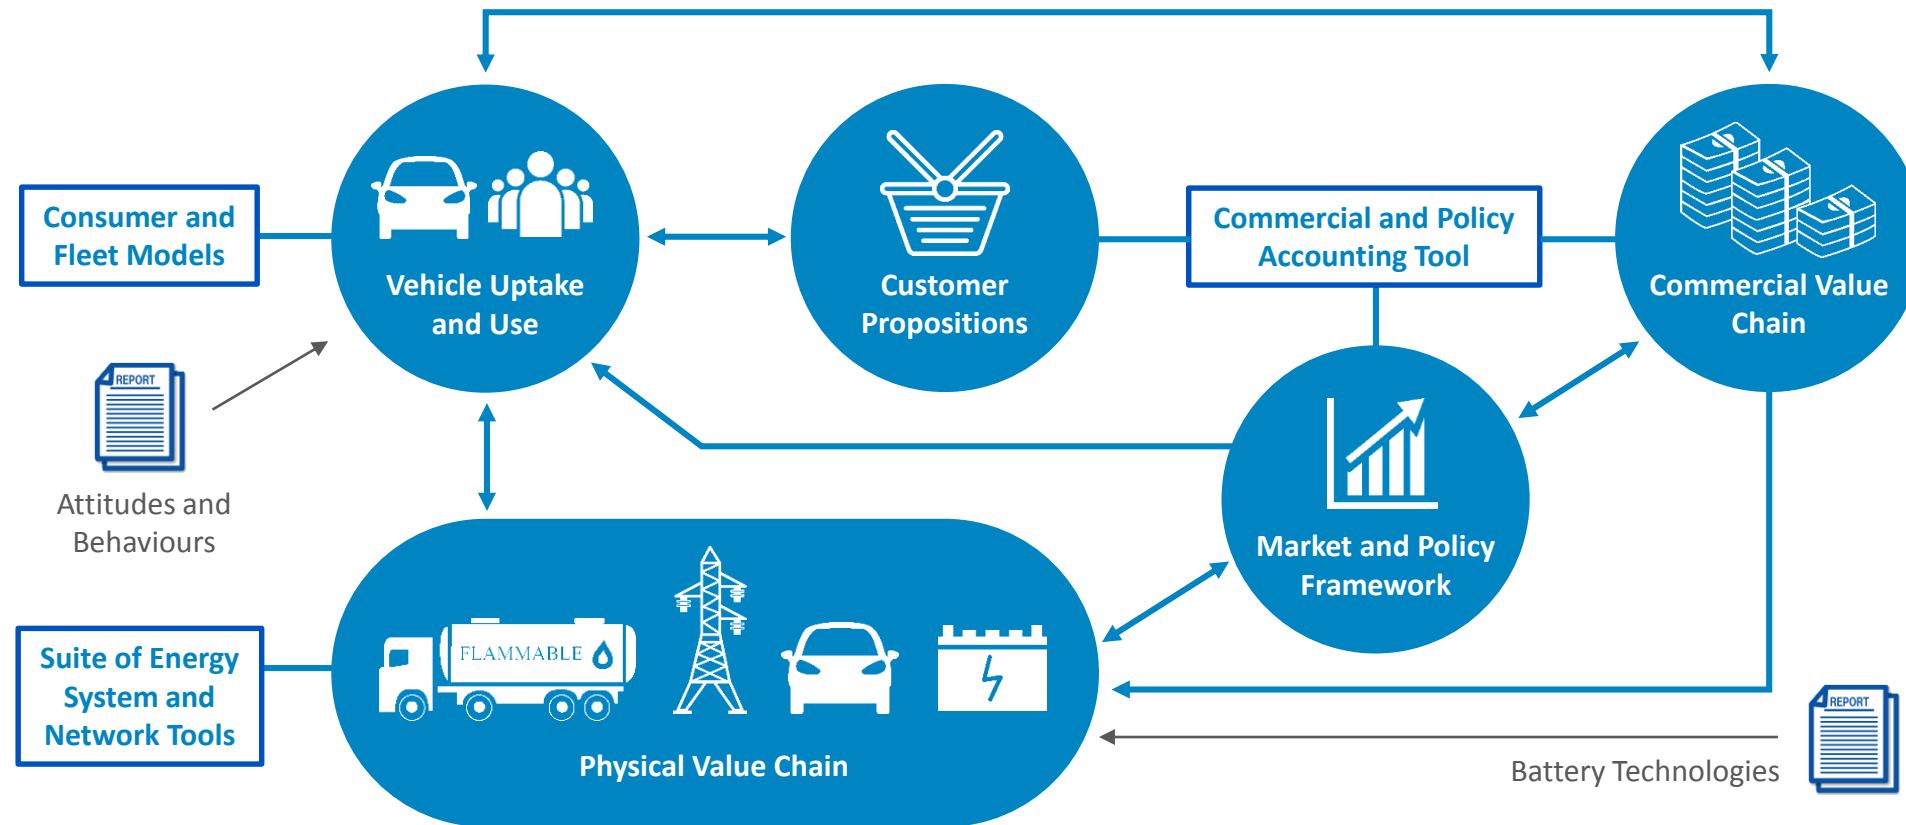 Consumer and
Fleet Models
Vehicle Uptake
and Use
Customer
Propositions
Commercial and Policy
Accounting Tool
Commercial Value
Chain
REPORT
Attitudes and
Behaviours
Market and Policy
Framework
Suite of Energy
System and
Network Tools
FLAMMABLE
Physical Value Chain
REPORT
Battery Technologies